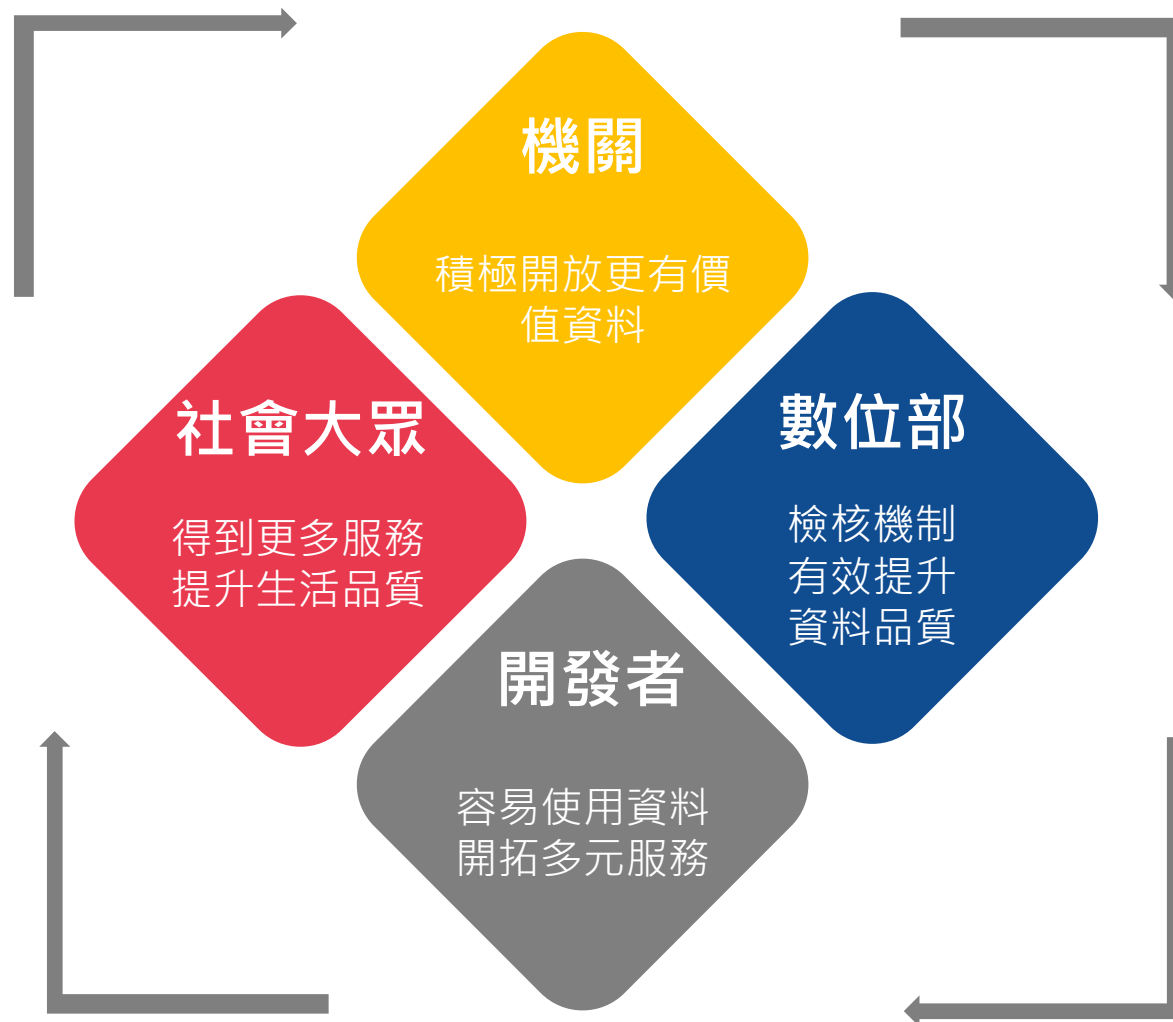 機關
積極開放更有價
值資料
社會大眾
得到更多服務
提升生活品質
數位部
檢核機制
有效提升
資料品質
開發者
容易使用資料
開拓多元服務